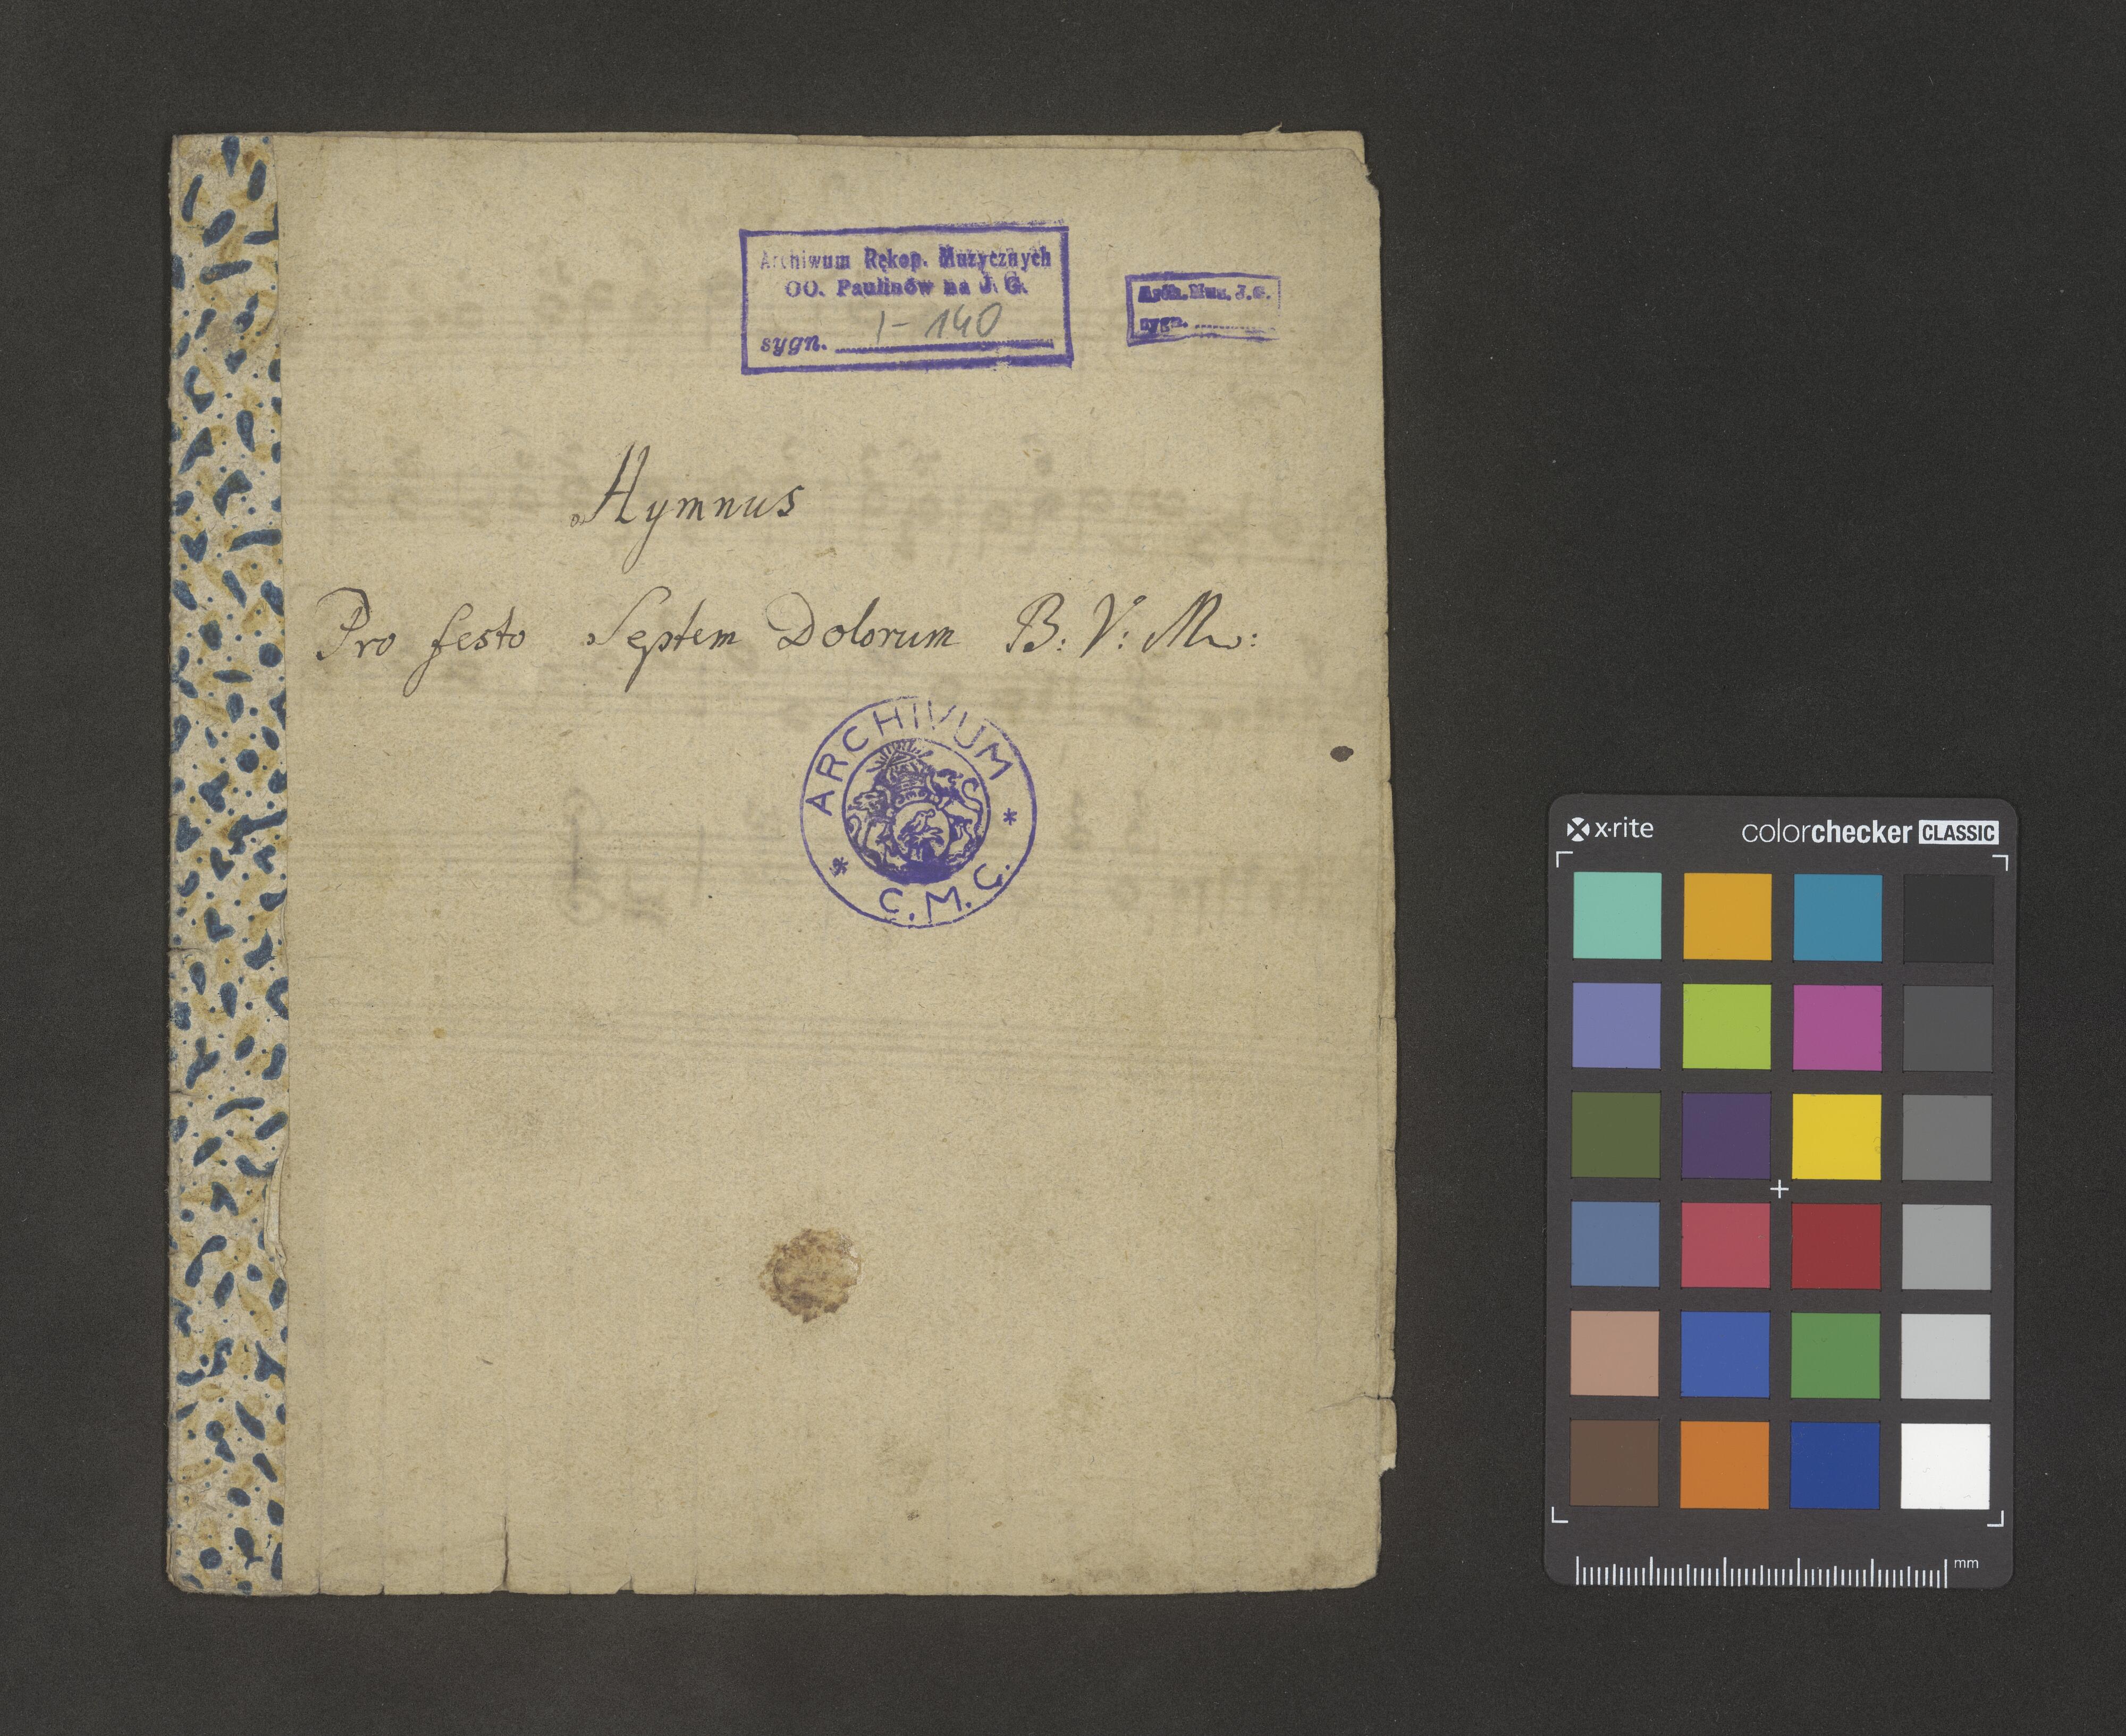 Archiwum Rękop. Muzycznych
OO. Paulinów na J. G.
sygn. I-140
Arch. Muz. J. G.
sygn.
Hymnus
Pro festo Septem Dolorum B: V: M:
ARCHIVUM
* C.M.C. *
x·rite
colorchecker CLASSIC
mm